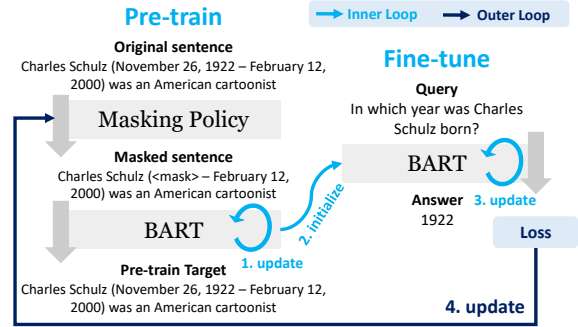 Pre-train
Inner Loop
Outer Loop
Original sentence
Charles Schulz (November 26, 1922 – February 12,
2000) was an American cartoonist
Masking Policy
Masked sentence
Charles Schulz (<mask> – February 12,
2000) was an American cartoonist
BART
1. update
Pre-train Target
Charles Schulz (November 26, 1922 – February 12,
2000) was an American cartoonist
2. initialize
Fine-tune
Query
In which year was Charles
Schulz born?
BART
Answer
1922
3. update
Loss
4. update